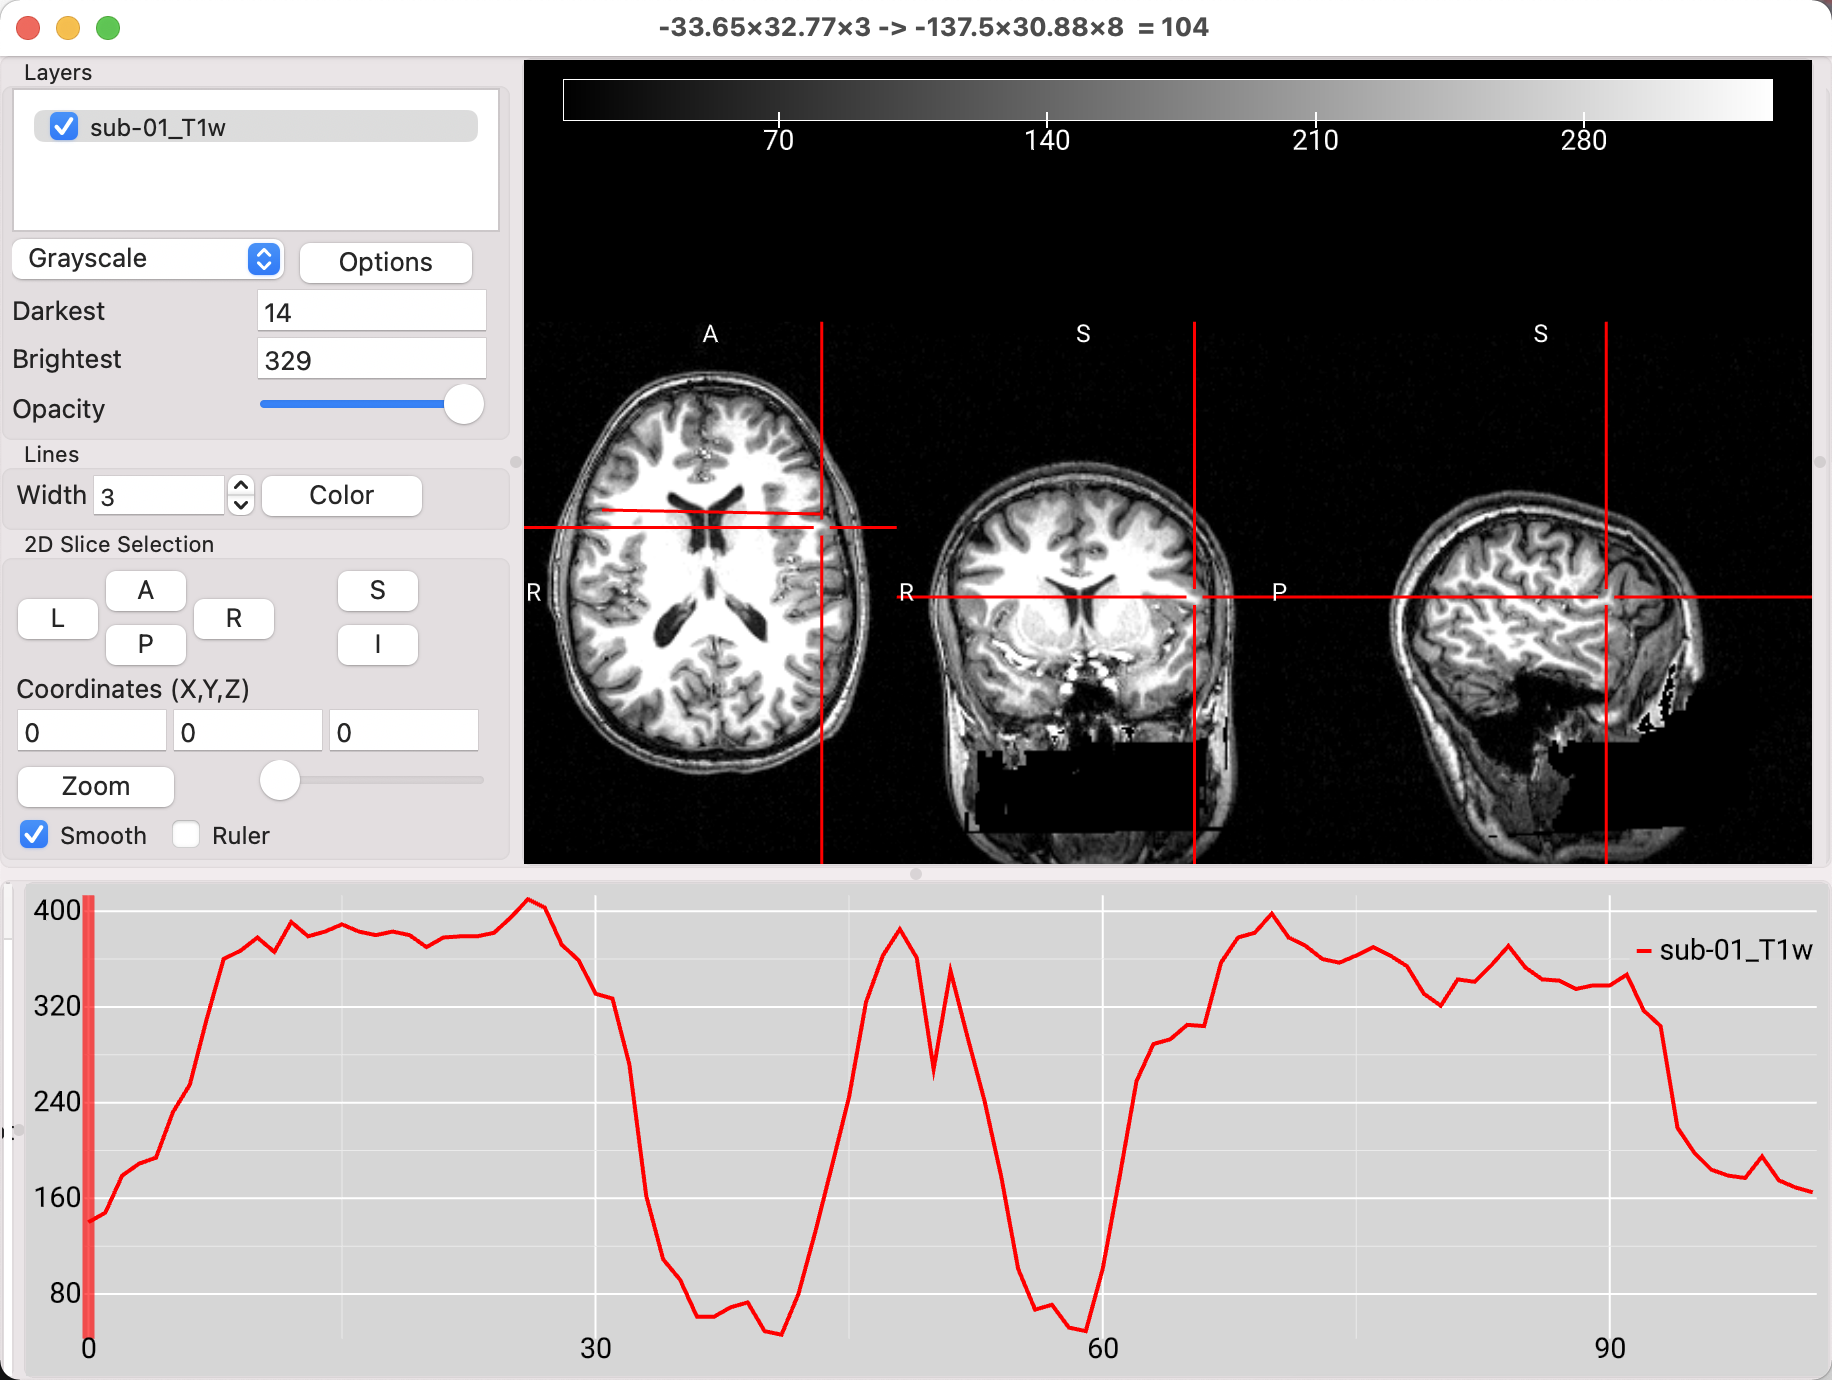 -33.65×32.77×3 -> -137.5×30.88×8 = 104
Layers
sub-01_T1w
Grayscale
Options
Darkest
14
Brightest
329
Opacity
Lines
Width
3
Color
2D Slice Selection
A
S
L
R
P
I
Coordinates (X,Y,Z)
0
0
0
Zoom
Smooth
Ruler
70 140 210 280
A S S
R R P
400
320
240
160
80
0 30 60 90
sub-01_T1w